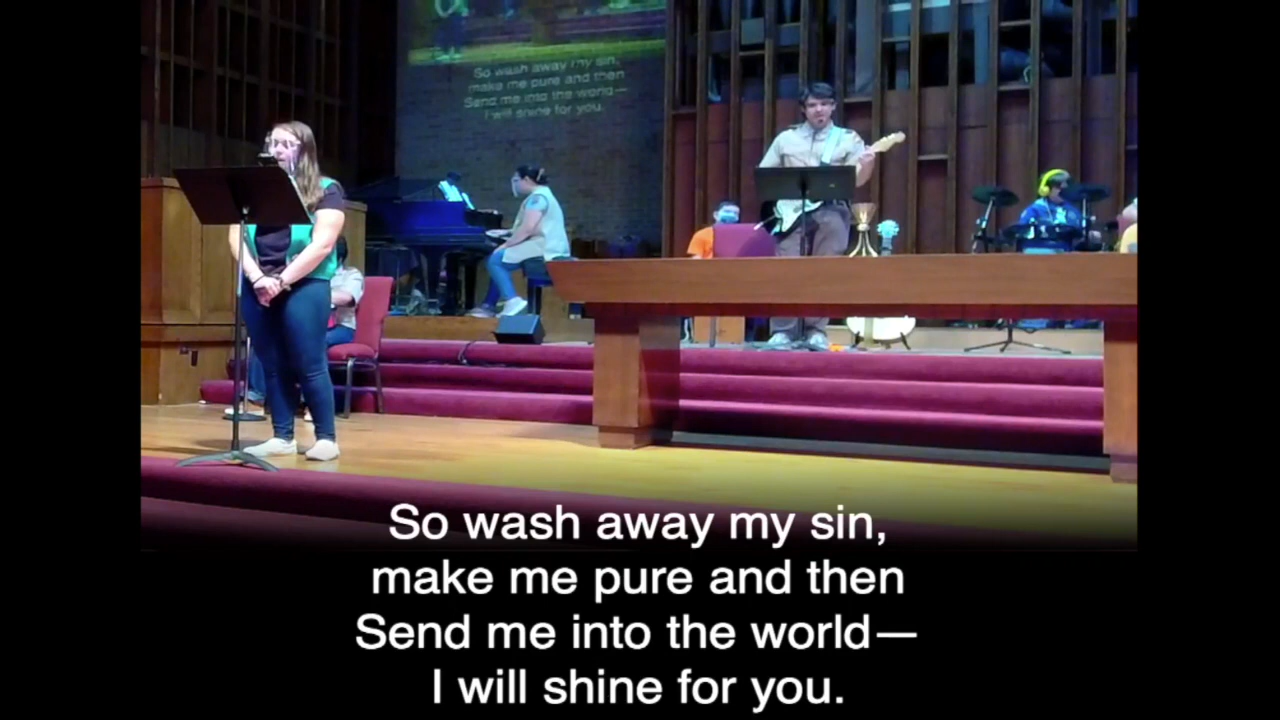 So wash away my sin,
make me pure and then
Send me into the world—
I will shine for you.
So wash away my sin,
make me pure and then
Send me into the world—
I will shine for you.